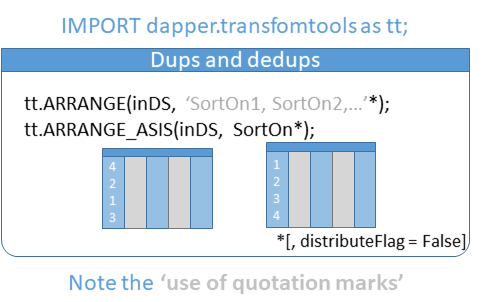 IMPORT dapper.transfomtools as tt;
Dups and dedups
tt.ARRANGE(inDS, ‘SortOn1, SortOn2,…’*);
tt.ARRANGE_ASIS(inDS, SortOn*);
4
2
1
3
1
2
3
4
*[, distributeFlag = False]
Note the ‘use of quotation marks’